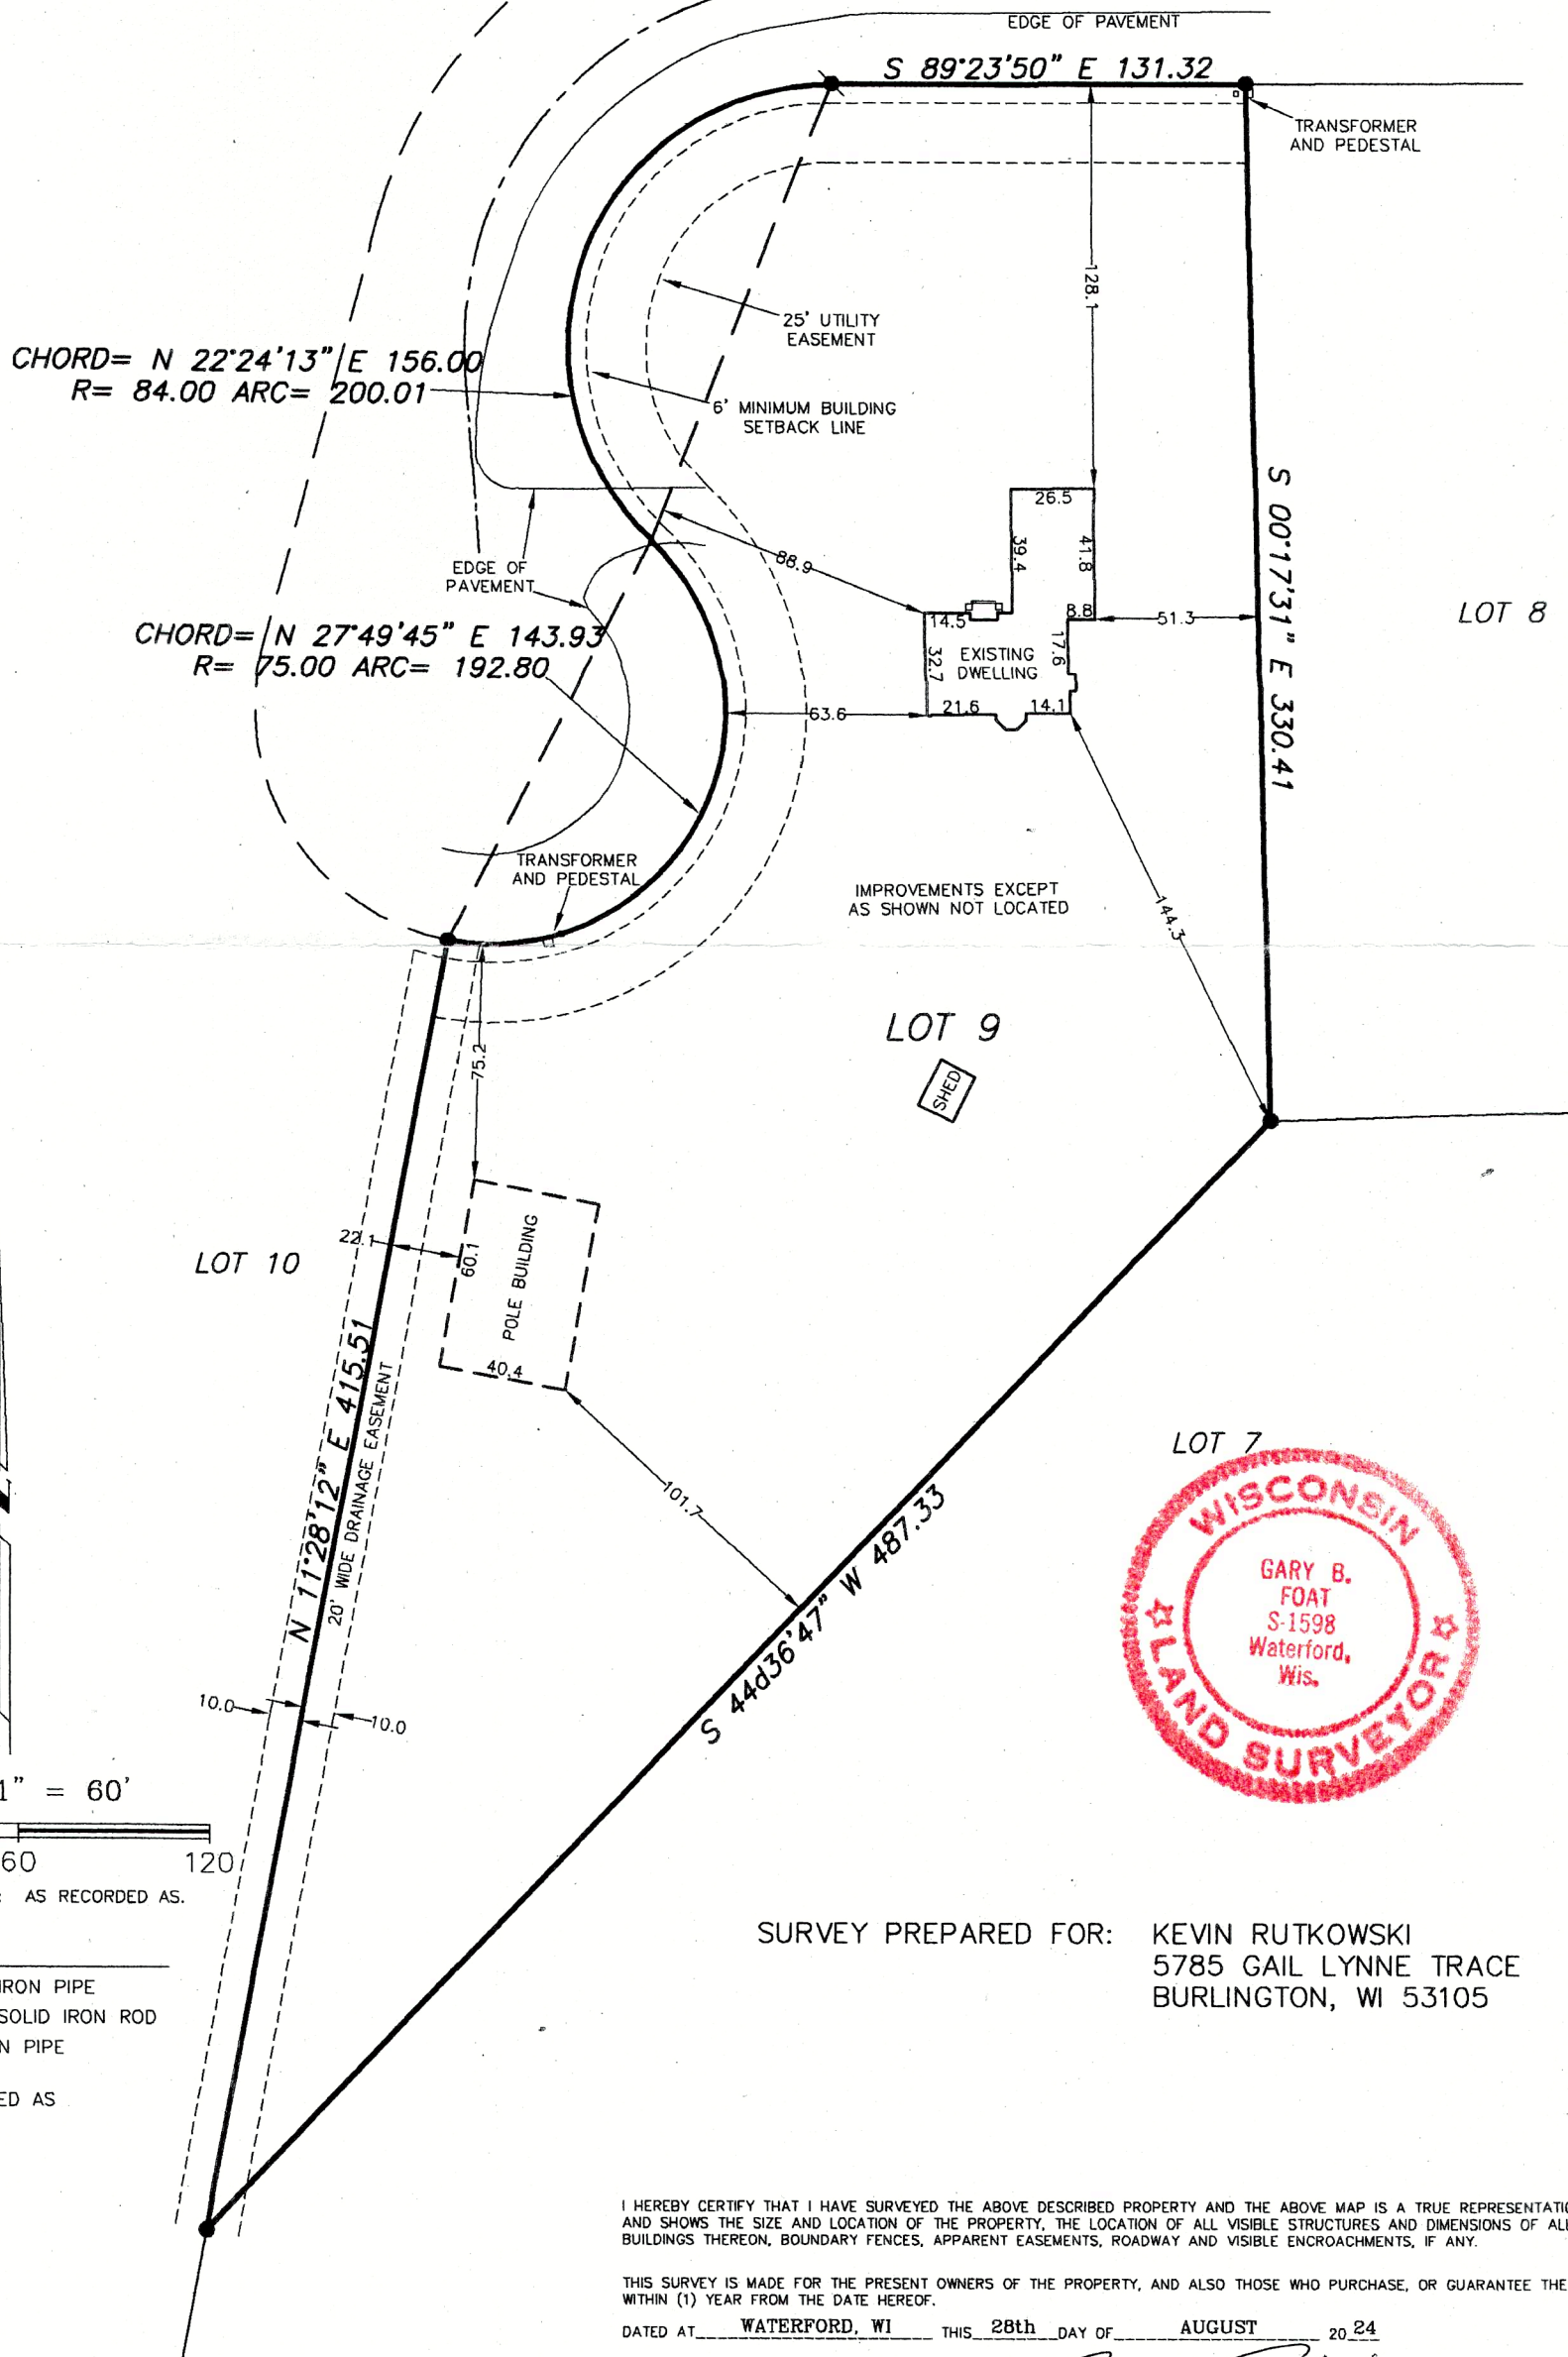 EDGE OF PAVEMENT
S 89°23'50" E 131.32
TRANSFORMER
AND PEDESTAL
128.1
25' UTILITY
EASEMENT
CHORD= N 22°24'13" E 156.00
R= 84.00 ARC= 200.01
6' MINIMUM BUILDING
SETBACK LINE
S 00°17'31" E 330.41
26.5
39.4
41.8
88.9
EDGE OF
PAVEMENT
8.8
14.5
51.3
LOT 8
CHORD= N 27°49'45" E 143.93
R= 75.00 ARC= 192.80
EXISTING
DWELLING
32.7
17.6
21.6
14.1
63.6
TRANSFORMER
AND PEDESTAL
IMPROVEMENTS EXCEPT
AS SHOWN NOT LOCATED
144.3
LOT 9
SHED
75.2
22.1
60.1
POLE BUILDING
LOT 10
40.4
N 11°28'12" E 415.51
20' WIDE DRAINAGE EASEMENT
101.7
S 44d36'47" W 487.33
LOT 7
WISCONSIN
GARY B.
FOAT
S-1598
Waterford,
Wis.
LAND SURVEYOR
10.0
10.0
1" = 60'
60 120
: AS RECORDED AS.
IRON PIPE
SOLID IRON ROD
N PIPE
ED AS
SURVEY PREPARED FOR: KEVIN RUTKOWSKI
5785 GAIL LYNNE TRACE
BURLINGTON, WI 53105
I HEREBY CERTIFY THAT I HAVE SURVEYED THE ABOVE DESCRIBED PROPERTY AND THE ABOVE MAP IS A TRUE REPRESENTATIO
AND SHOWS THE SIZE AND LOCATION OF THE PROPERTY, THE LOCATION OF ALL VISIBLE STRUCTURES AND DIMENSIONS OF ALL
BUILDINGS THEREON, BOUNDARY FENCES, APPARENT EASEMENTS, ROADWAY AND VISIBLE ENCROACHMENTS, IF ANY.
THIS SURVEY IS MADE FOR THE PRESENT OWNERS OF THE PROPERTY, AND ALSO THOSE WHO PURCHASE, OR GUARANTEE THE
WITHIN (1) YEAR FROM THE DATE HEREOF.
DATED AT WATERFORD, WI THIS 28th DAY OF AUGUST 20 24